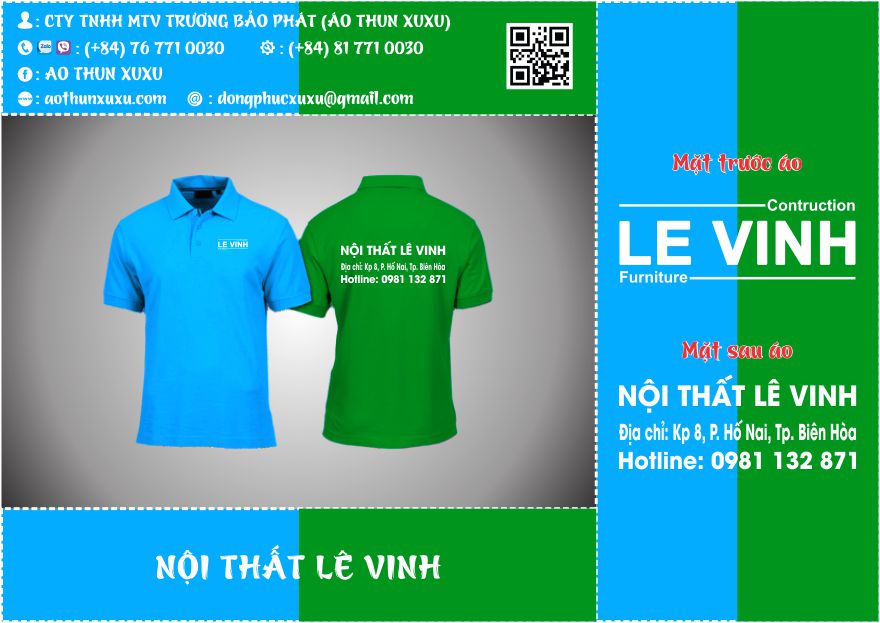 : CTY TNHH MTV TRƯƠNG BẢO PHÁT (ÁO THUN XUXU)
Zalo : (+84) 76 771 0030 : (+84) 81 771 0030
: AO THUN XUXU
www : aothunxuxu.com @ : dongphucxuxu@gmail.com
LE VINH
NỘI THẤT LÊ VINH
Địa chỉ: Kp 8, P. Hố Nai, Tp. Biên Hòa
Hotline: 0981 132 871
Mặt trước áo
Contruction
LE VINH
Furniture
Mặt sau áo
NỘI THẤT LÊ VINH
Địa chỉ: Kp 8, P. Hố Nai, Tp. Biên Hòa
Hotline: 0981 132 871
NỘI THẤT LÊ VINH